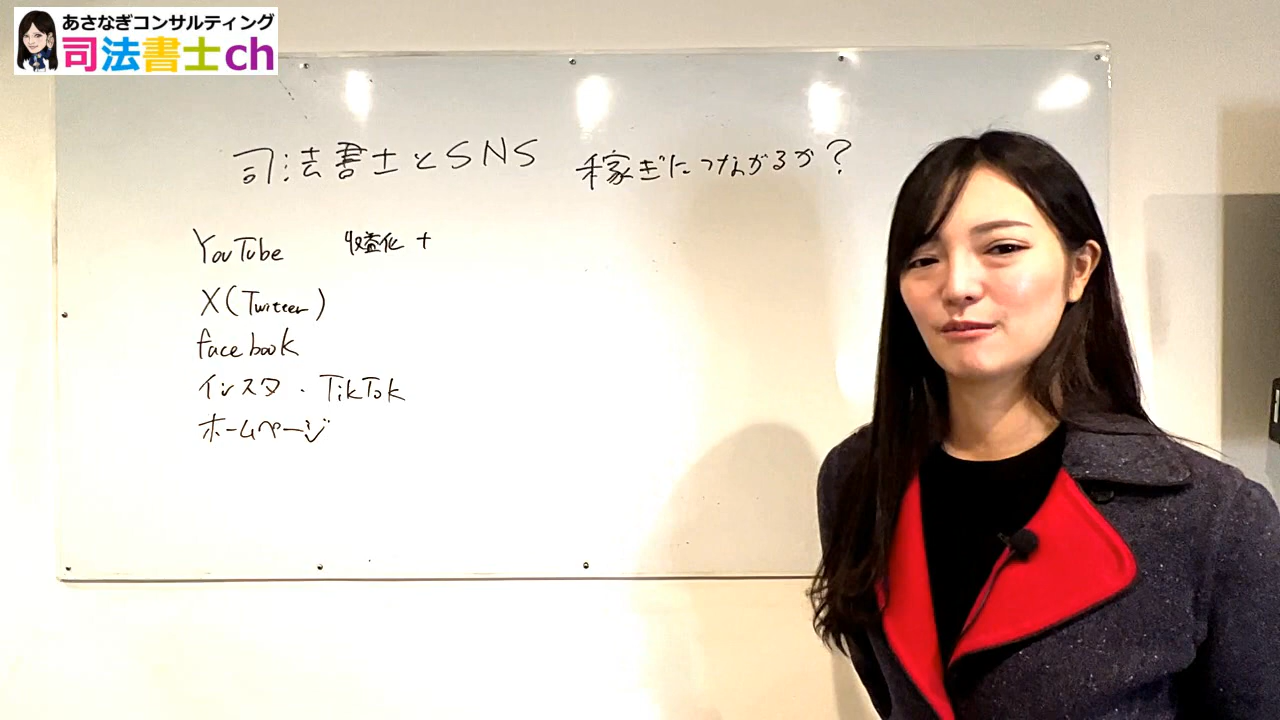 あさなぎコンサルティング
司法書士ch
司法書士とSNS 稼ぎにつながるか?
YouTube 収益化 +
X(Twitter)
facebook
インスタ・TikTok
ホームページ